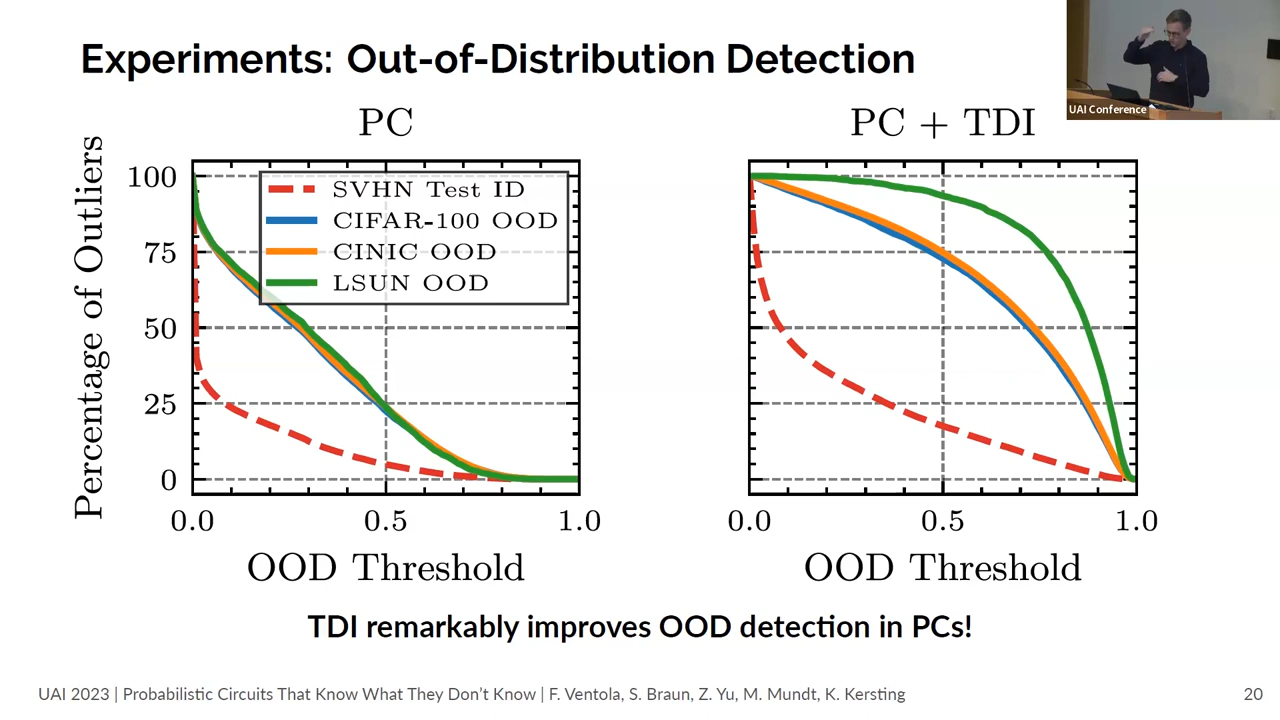 Experiments: Out-of-Distribution Detection
UAI Conference
PC
PC + TDI
Percentage of Outliers
100
75
50
25
0
SVHN Test ID
CIFAR-100 OOD
CINIC OOD
LSUN OOD
0.0
0.5
1.0
0.0
0.5
1.0
OOD Threshold
OOD Threshold
TDI remarkably improves OOD detection in PCs!
UAI 2023 | Probabilistic Circuits That Know What They Don't Know | F. Ventola, S. Braun, Z. Yu, M. Mundt, K. Kersting
20